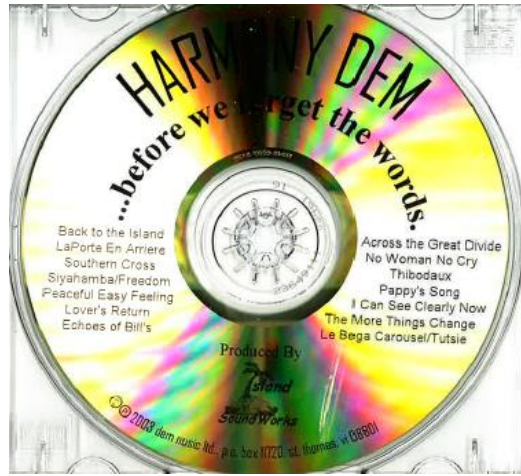 HARMONY DEM
...before we forget the words.
Back to the Island
LaPorte En Arriere
Southern Cross
Siyahamba/Freedom
Peaceful Easy Feeling
Lover's Return
Echoes of Bill's
Across the Great Divide
No Woman No Cry
Thibodaux
Pappy's Song
I Can See Clearly Now
The More Things Change
Le Bega Carousel/Tutsie
Produced By
Island
SoundWorks
©℗ 2003 dem music ltd., p.o. box 11720, st. thomas, vi 08801